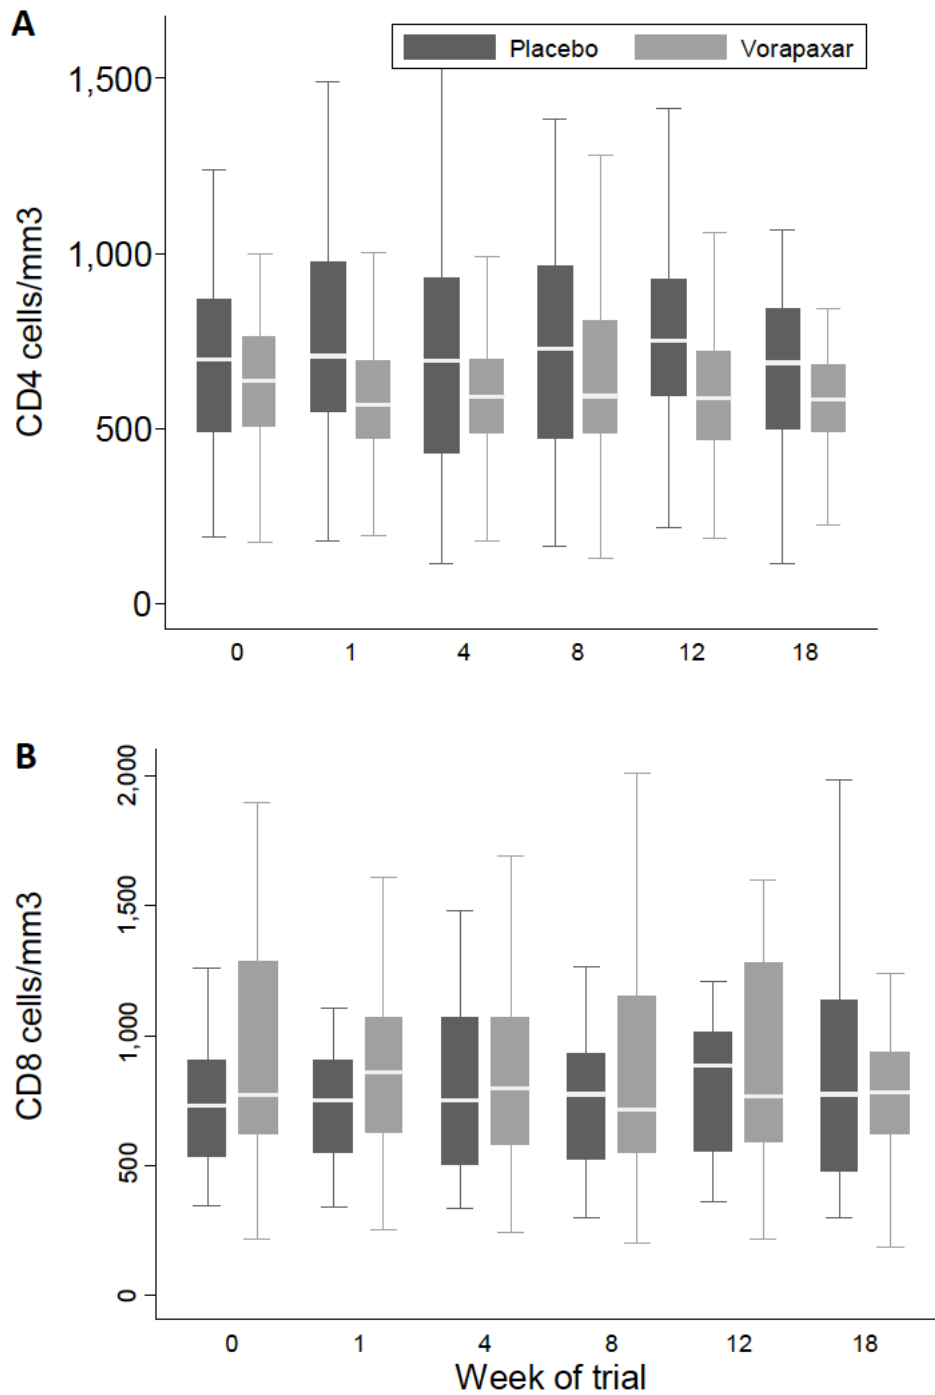 A
Placebo Vorapaxar
1,500
1,000
500
0
CD4 cells/mm3
0 1 4 8 12 18
B
2,000
1,500
1,000
500
0
CD8 cells/mm3
0 1 4 8 12 18
Week of trial